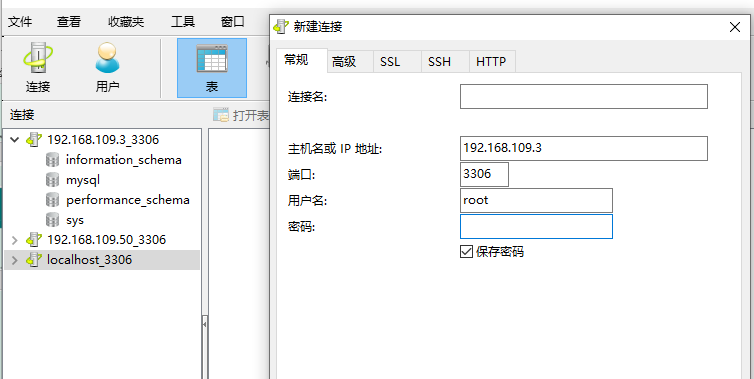 文件 查看 收藏夹 工具 窗口
连接 用户 表
连接
打开表
192.168.109.3_3306
information_schema
mysql
performance_schema
sys
192.168.109.50_3306
localhost_3306
新建连接
常规 高级 SSL SSH HTTP
连接名:
主机名或 IP 地址: 192.168.109.3
端口: 3306
用户名: root
密码:
保存密码